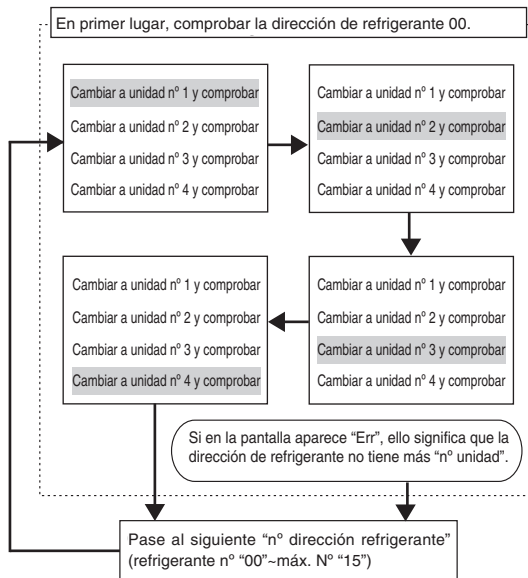 En primer lugar, comprobar la dirección de refrigerante 00.
Cambiar a unidad nº 1 y comprobar
Cambiar a unidad nº 2 y comprobar
Cambiar a unidad nº 3 y comprobar
Cambiar a unidad nº 4 y comprobar
Cambiar a unidad nº 1 y comprobar
Cambiar a unidad nº 2 y comprobar
Cambiar a unidad nº 3 y comprobar
Cambiar a unidad nº 4 y comprobar
Cambiar a unidad nº 1 y comprobar
Cambiar a unidad nº 2 y comprobar
Cambiar a unidad nº 3 y comprobar
Cambiar a unidad nº 4 y comprobar
Cambiar a unidad nº 1 y comprobar
Cambiar a unidad nº 2 y comprobar
Cambiar a unidad nº 3 y comprobar
Cambiar a unidad nº 4 y comprobar
Si en la pantalla aparece “Err”, ello significa que la
dirección de refrigerante no tiene más “nº unidad”.
Pase al siguiente “nº dirección refrigerante”
(refrigerante nº “00”~máx. Nº “15”)